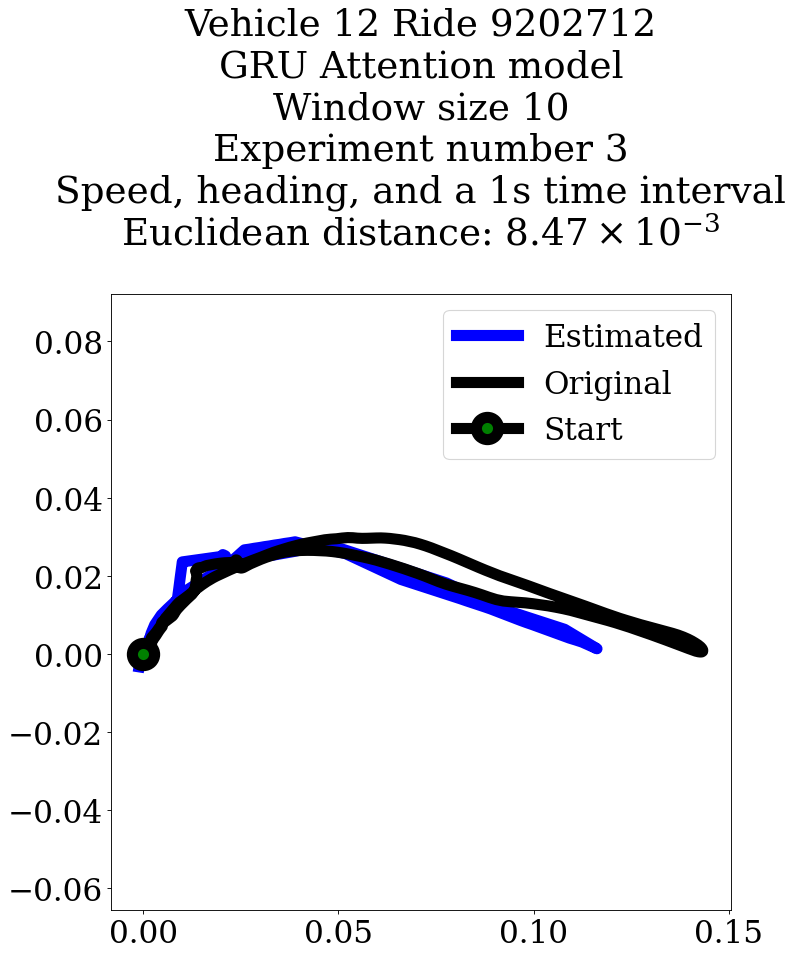 Vehicle 12 Ride 9202712
GRU Attention model
Window size 10
Experiment number 3
Speed, heading, and a 1s time interval
Euclidean distance: 8.47 × 10⁻³
Estimated
Original
Start
0.08
0.06
0.04
0.02
0.00
−0.02
−0.04
−0.06
0.00 0.05 0.10 0.15